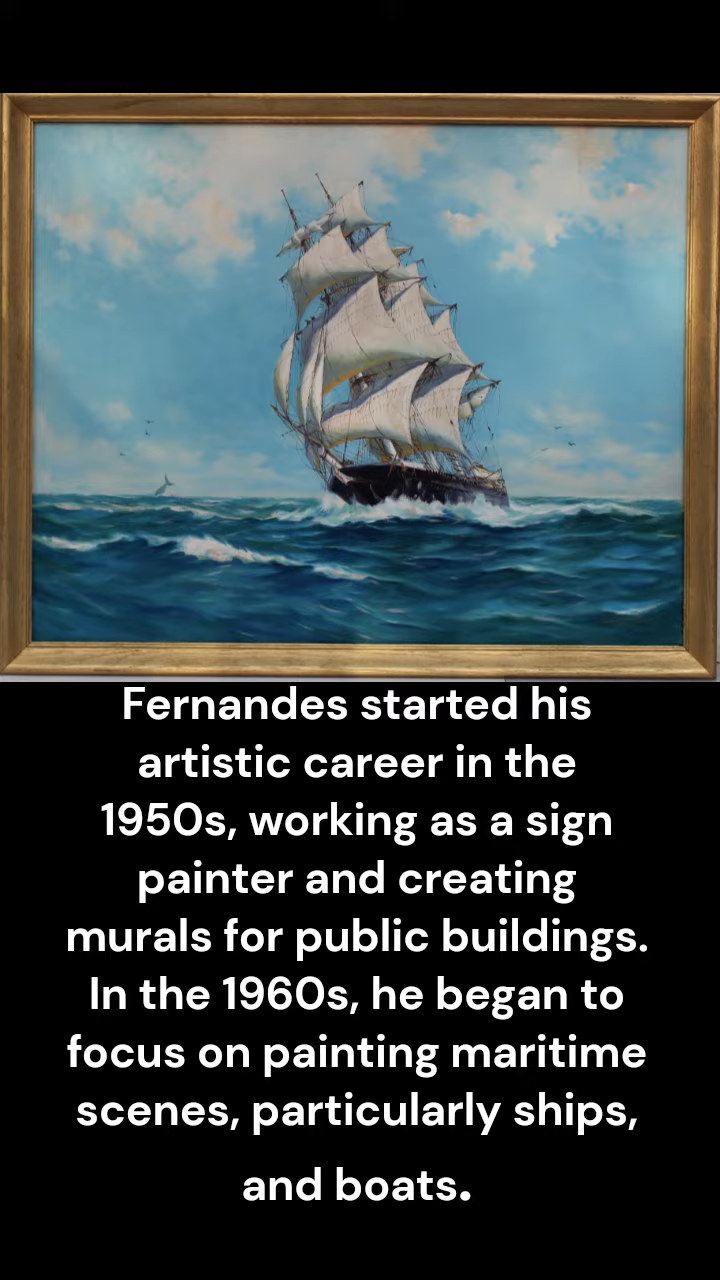 Fernandes started his
artistic career in the
1950s, working as a sign
painter and creating
murals for public buildings.
In the 1960s, he began to
focus on painting maritime
scenes, particularly ships,
and boats.